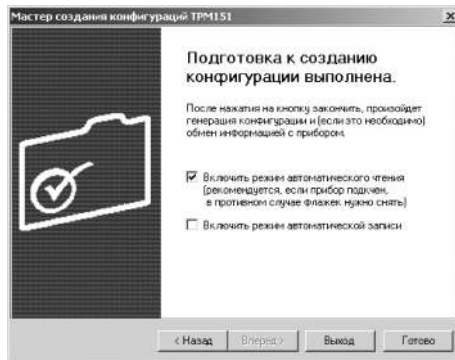 Мастер создания конфигураций ТРМ151
Подготовка к созданию
конфигурации выполнена.
После нажатия на кнопку закончить, произойдет
генерация конфигурации и (если это необходимо)
обмен информацией с прибором.
Включить режим автоматического чтения
(рекомендуется, если прибор подкчен,
в противном случае флажек нужно снять)
Включить режим автоматической записи
< Назад
Вперед >
Выход
Готово